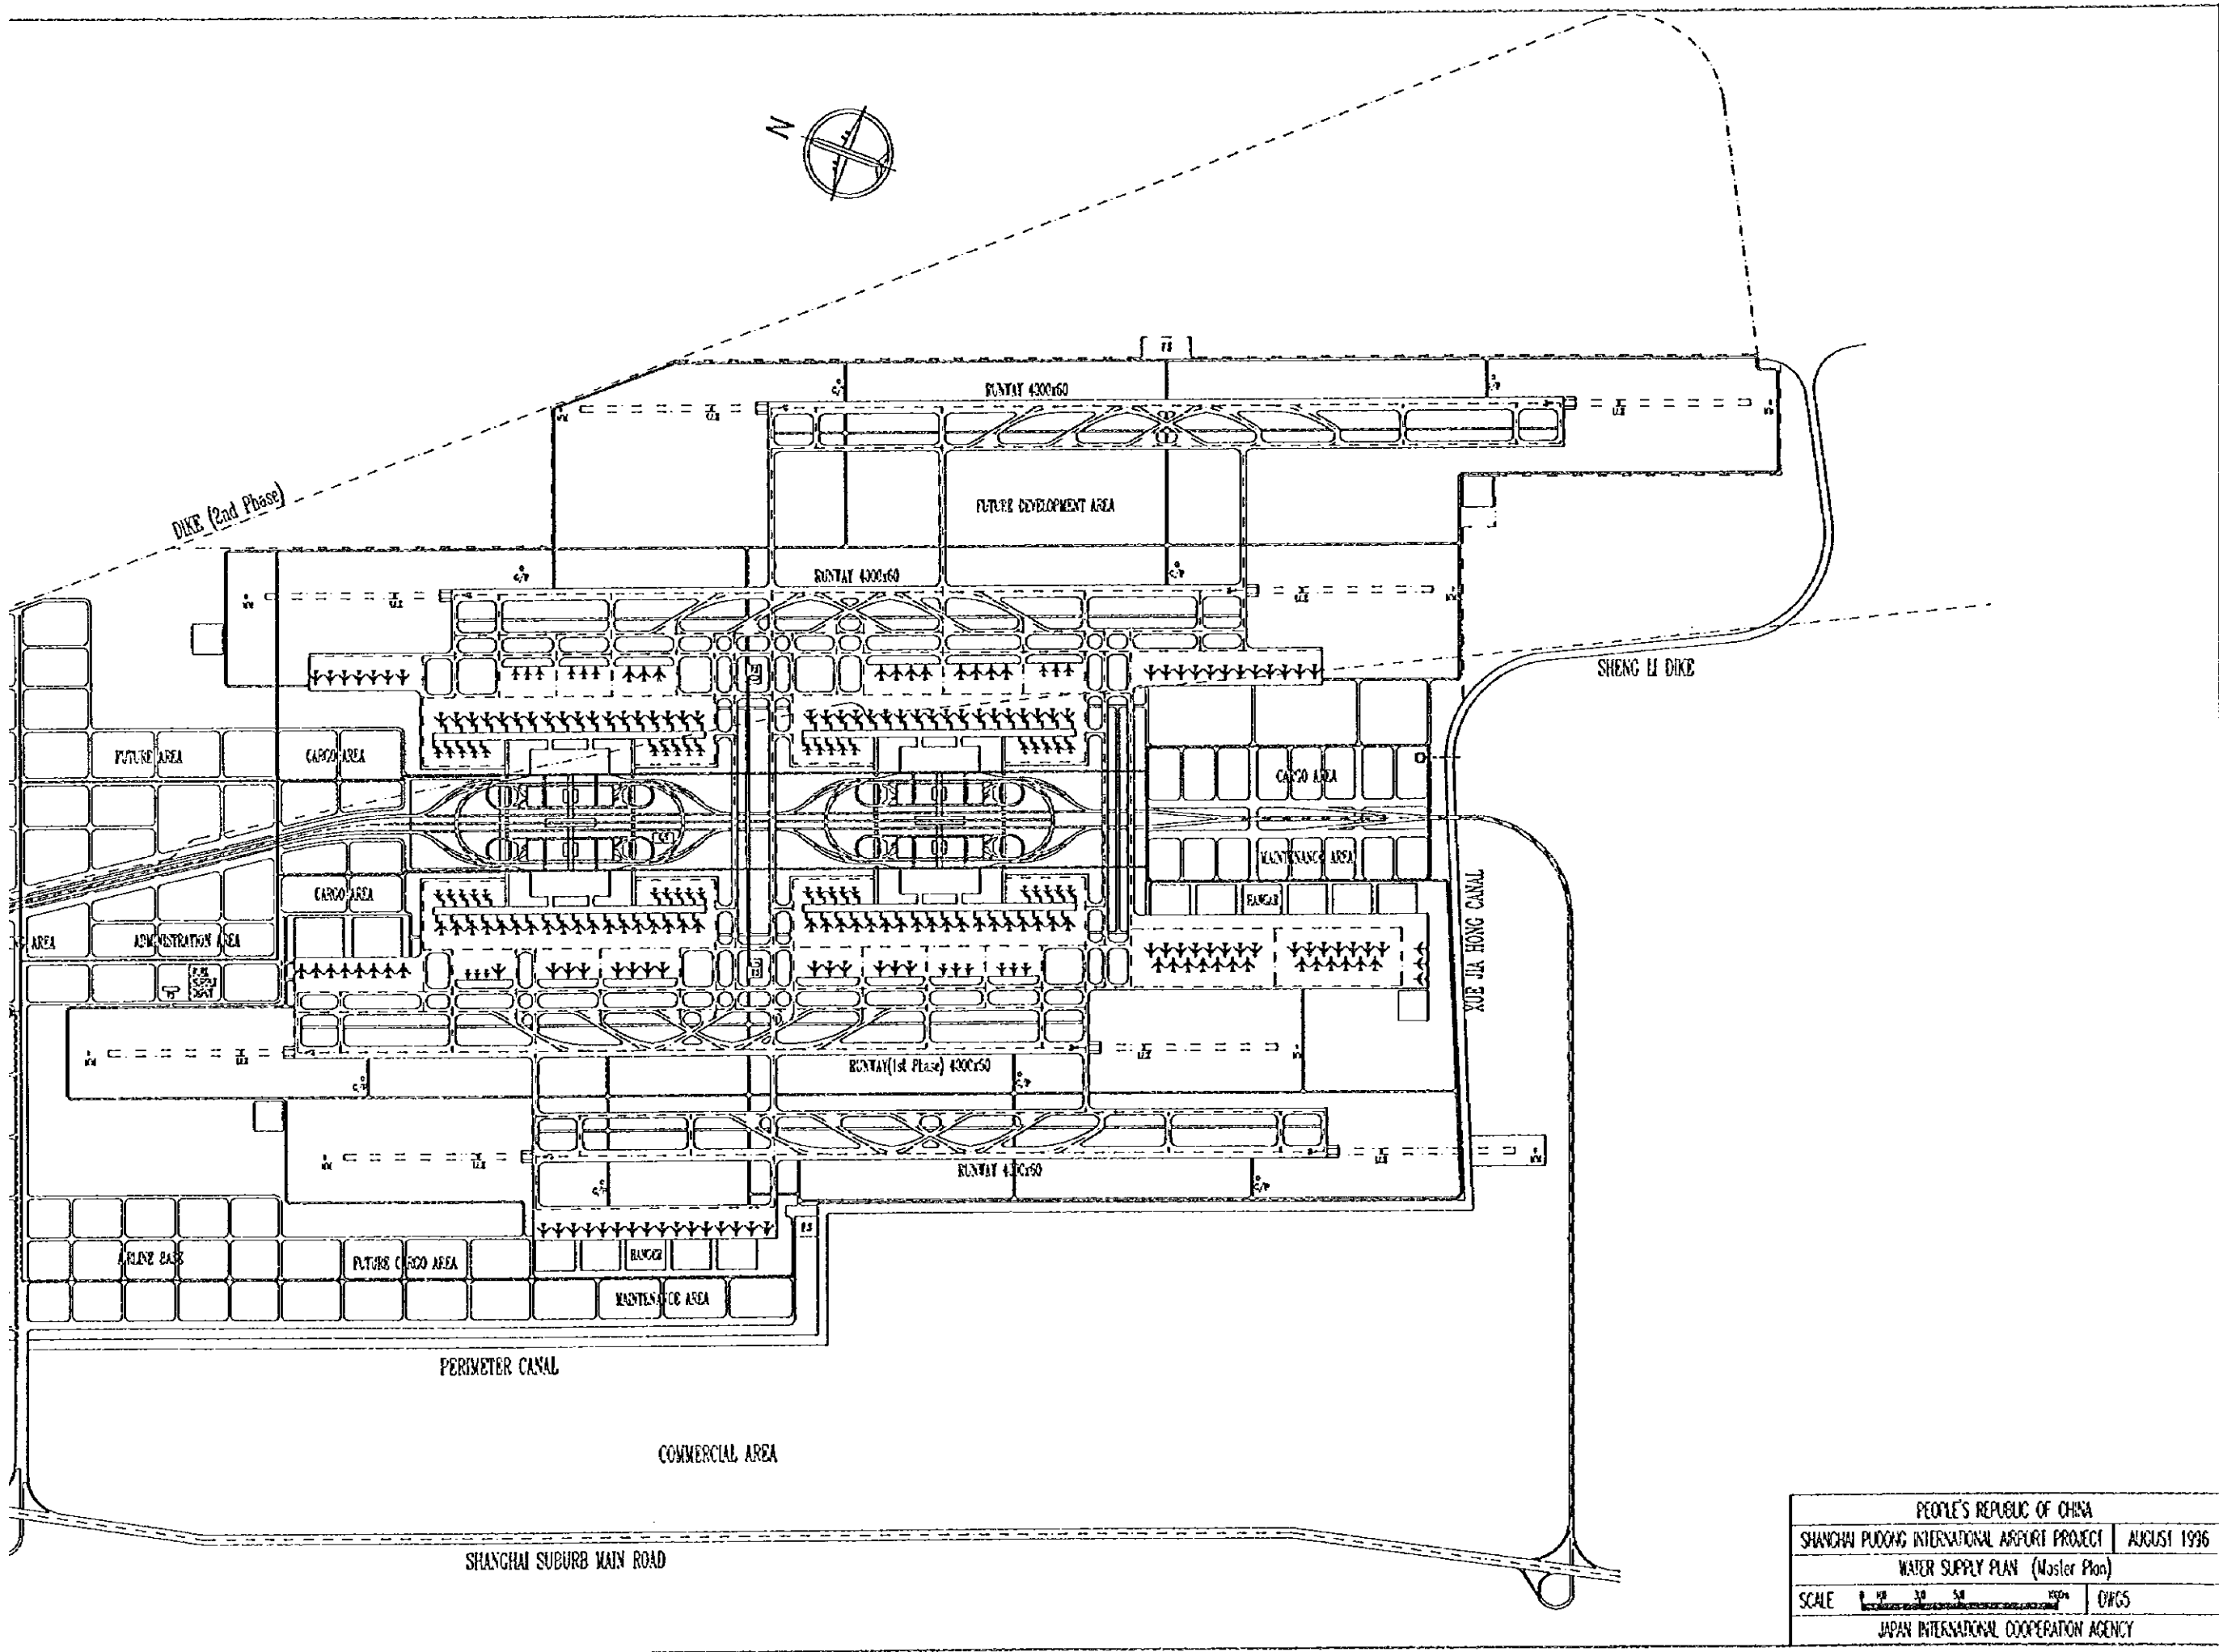 N
FS
RUNWAY 4000x60
DIKE (2nd Phase)
FUTURE DEVELOPMENT AREA
RUNWAY 4000x60
SHENG LI DIKE
FUTURE AREA
CARGO AREA
CARGO AREA
MAINTENANCE AREA
CARGO AREA
HANGAR
AREA
ADMINISTRATION AREA
XUE JIA HONG CANAL
RUNWAY(1st Phase) 4000x60
RUNWAY 4000x60
AIRLINE BASE
FUTURE CARGO AREA
HANGER
MAINTENANCE AREA
PERIMETER CANAL
COMMERCIAL AREA
SHANGHAI SUBURB MAIN ROAD
PEOPLE'S REPUBLIC OF CHINA
SHANGHAI PUDONG INTERNATIONAL AIRPORT PROJECT AUGUST 1996
WATER SUPPLY PLAN (Master Plan)
SCALE DWG5
JAPAN INTERNATIONAL COOPERATION AGENCY